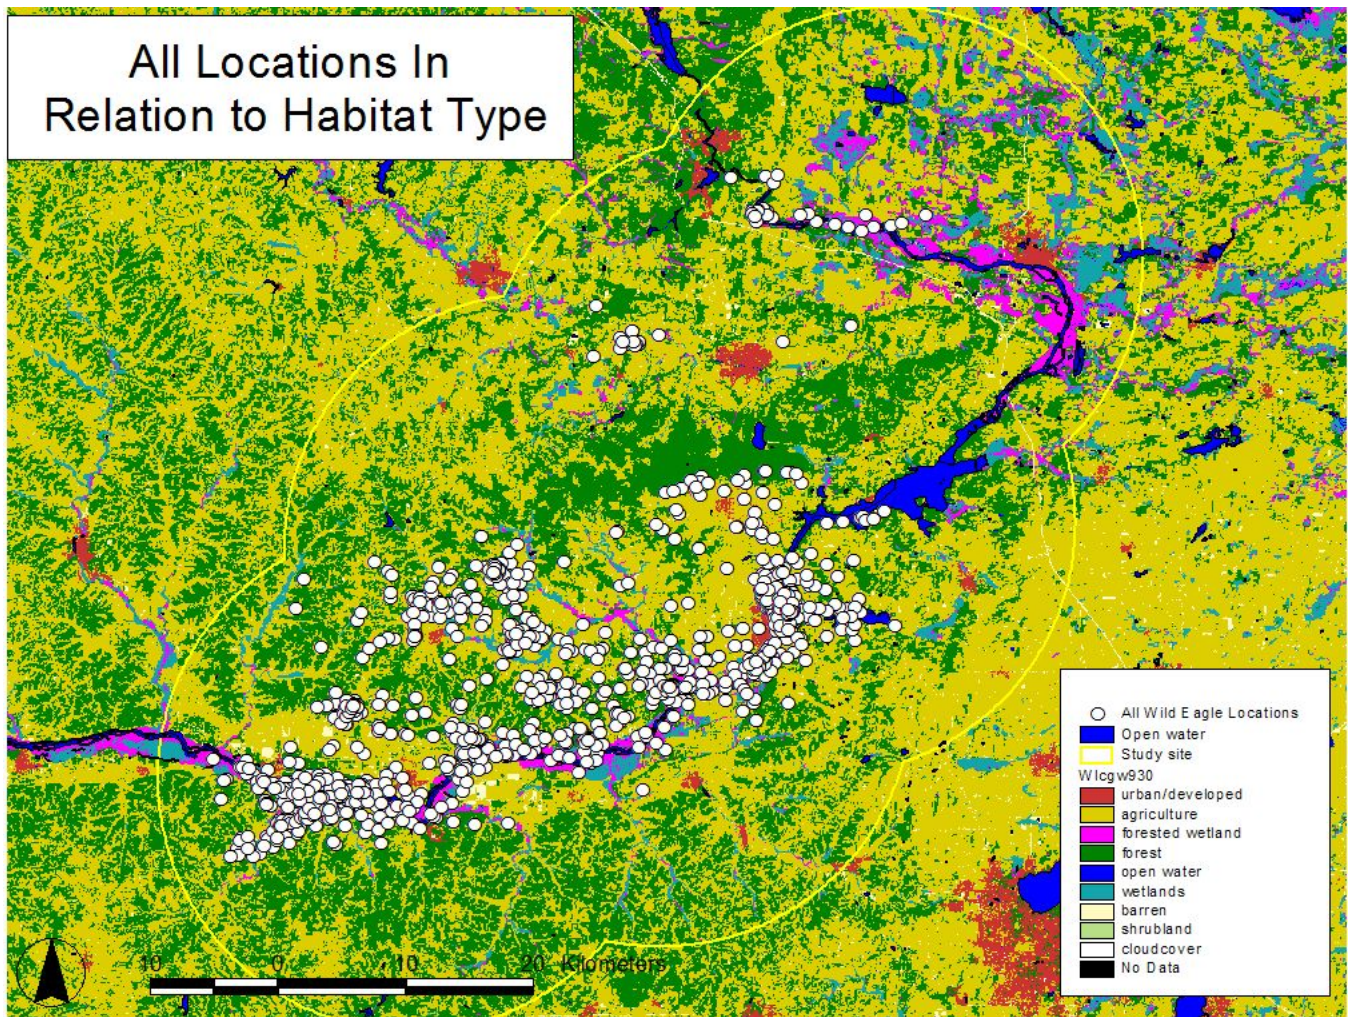 All Locations In
Relation to Habitat Type
All Wild Eagle Locations
Open water
Study site
Wlcgw930
urban/developed
agriculture
forested wetland
forest
open water
wetlands
barren
shrubland
cloudcover
No Data
10 0 10 20 Kilometers